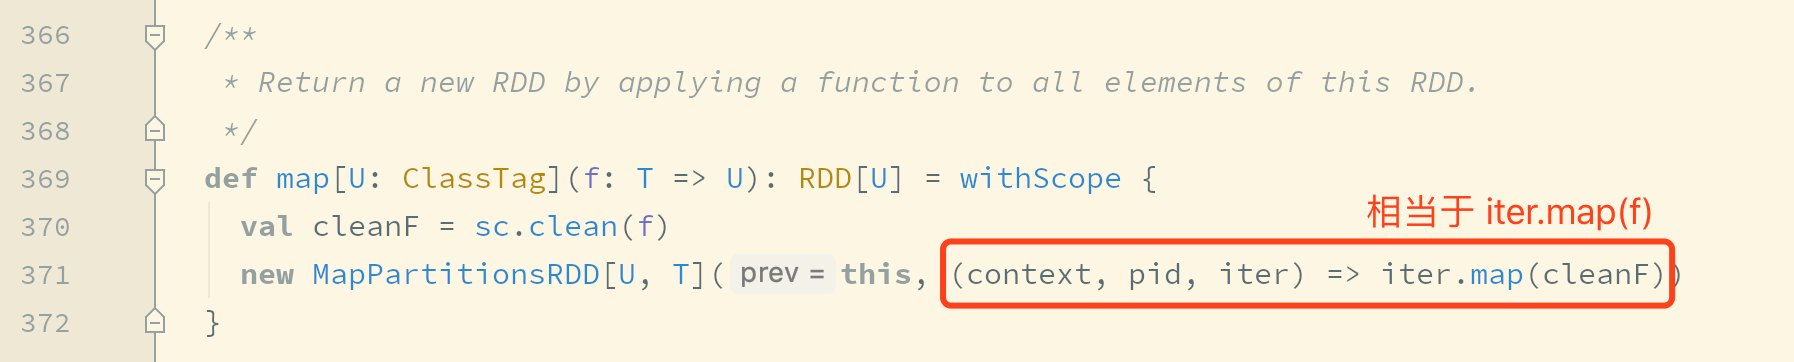 366 /**
367  * Return a new RDD by applying a function to all elements of this RDD.
368  */
369 def map[U: ClassTag](f: T => U): RDD[U] = withScope {
相当于 iter.map(f)
370   val cleanF = sc.clean(f)
371   new MapPartitionsRDD[U, T]( prev = this, (context, pid, iter) => iter.map(cleanF))
372 }